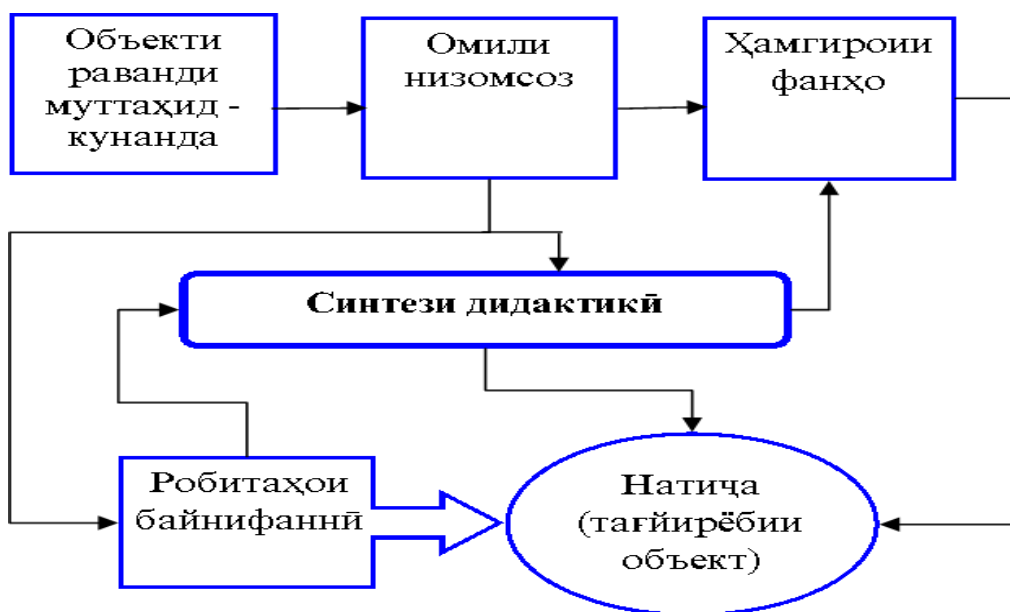 Объекти
раванди
муттаҳид -
кунанда
Омили
низомсоз
Ҳамгироии
фанҳо
Синтези дидактикӣ
Робитаҳои
байнифаннӣ
Натиҷа
(тағйирёбии
объект)